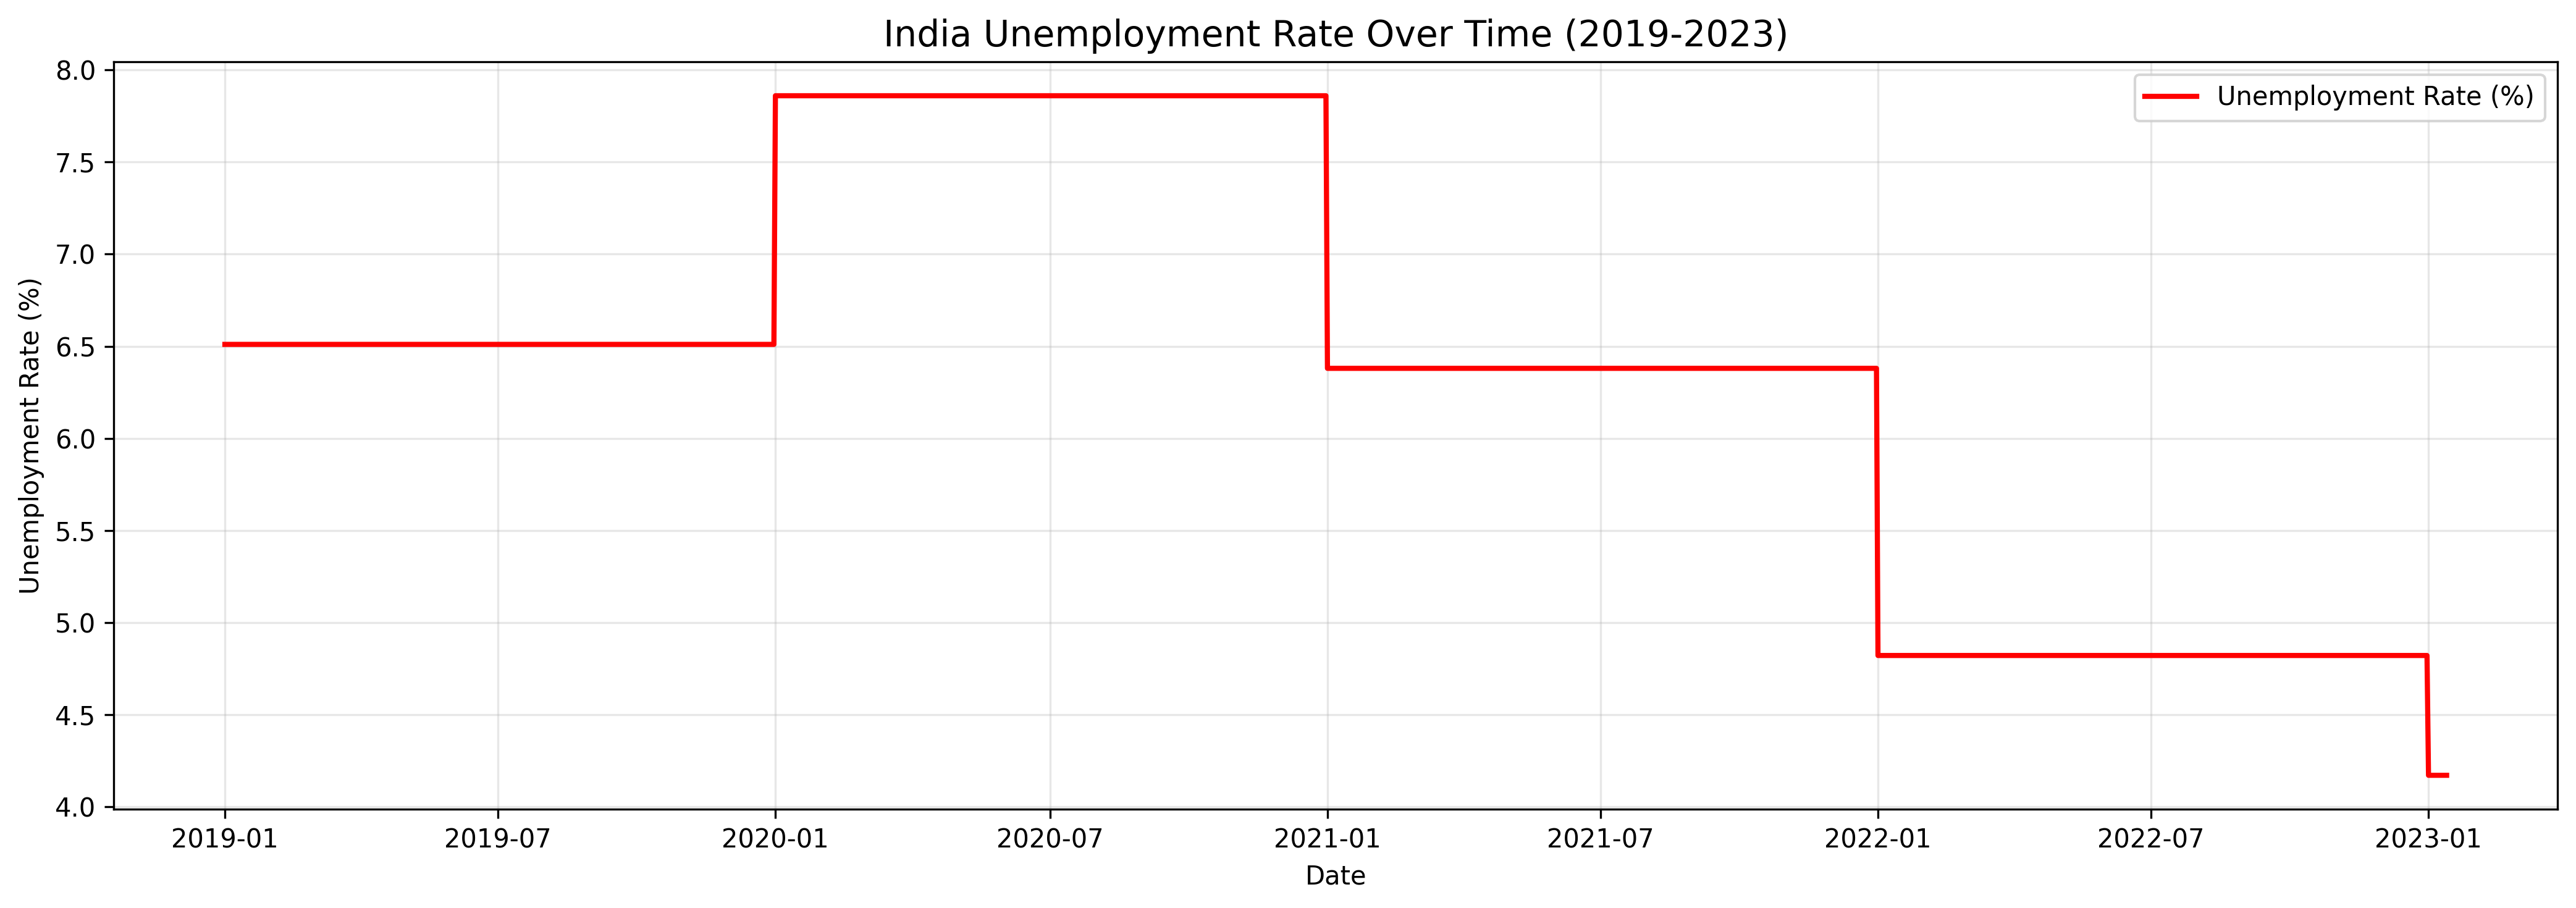 India Unemployment Rate Over Time (2019-2023)
Unemployment Rate (%)
8.0
7.5
7.0
6.5
6.0
5.5
5.0
4.5
4.0
Unemployment Rate (%)
2019-01 2019-07 2020-01 2020-07 2021-01 2021-07 2022-01 2022-07 2023-01
Date